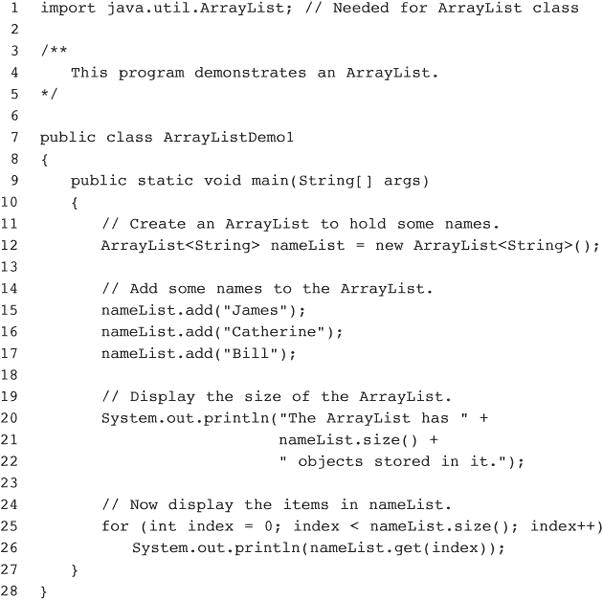 1 import java.util.ArrayList; // Needed for ArrayList class
2
3 /**
4    This program demonstrates an ArrayList.
5 */
6
7 public class ArrayListDemo1
8 {
9    public static void main(String[] args)
10    {
11       // Create an ArrayList to hold some names.
12       ArrayList<String> nameList = new ArrayList<String>();
13
14       // Add some names to the ArrayList.
15       nameList.add("James");
16       nameList.add("Catherine");
17       nameList.add("Bill");
18
19       // Display the size of the ArrayList.
20       System.out.println("The ArrayList has " +
21                          nameList.size() +
22                          " objects stored in it.");
23
24       // Now display the items in nameList.
25       for (int index = 0; index < nameList.size(); index++)
26          System.out.println(nameList.get(index));
27    }
28 }